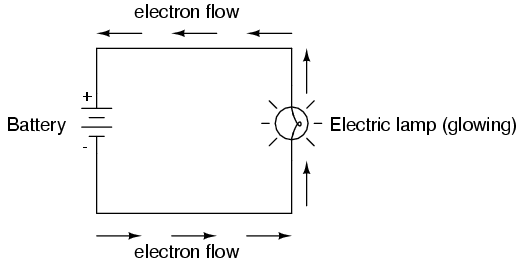 electron flow
+
Battery
-
Electric lamp (glowing)
electron flow